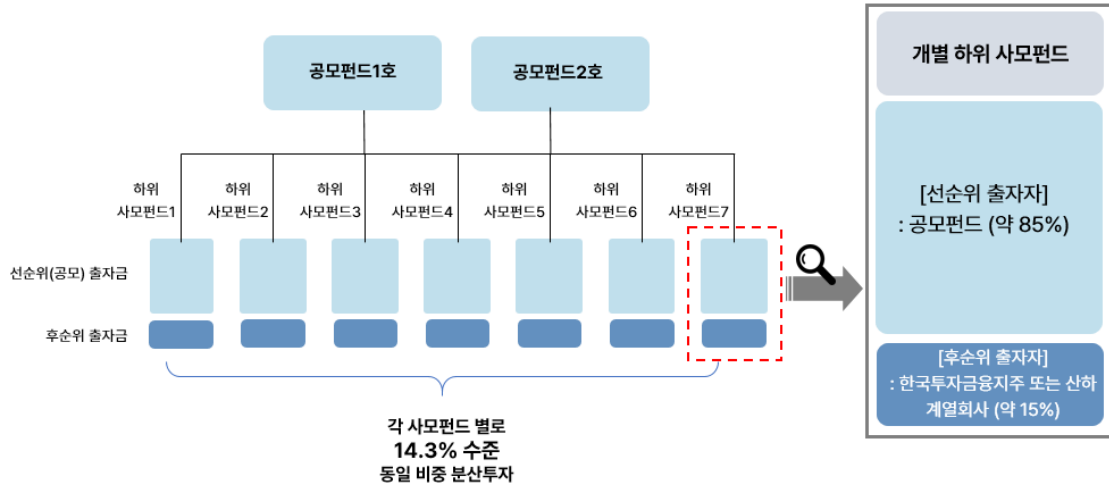 공모펀드1호
공모펀드2호
하위
사모펀드1
하위
사모펀드2
하위
사모펀드3
하위
사모펀드4
하위
사모펀드5
하위
사모펀드6
하위
사모펀드7
선순위(공모) 출자금
후순위 출자금
각 사모펀드 별로
14.3% 수준
동일 비중 분산투자
개별 하위 사모펀드
[선순위 출자자]
: 공모펀드 (약 85%)
[후순위 출자자]
: 한국투자금융지주 또는 산하
계열회사 (약 15%)